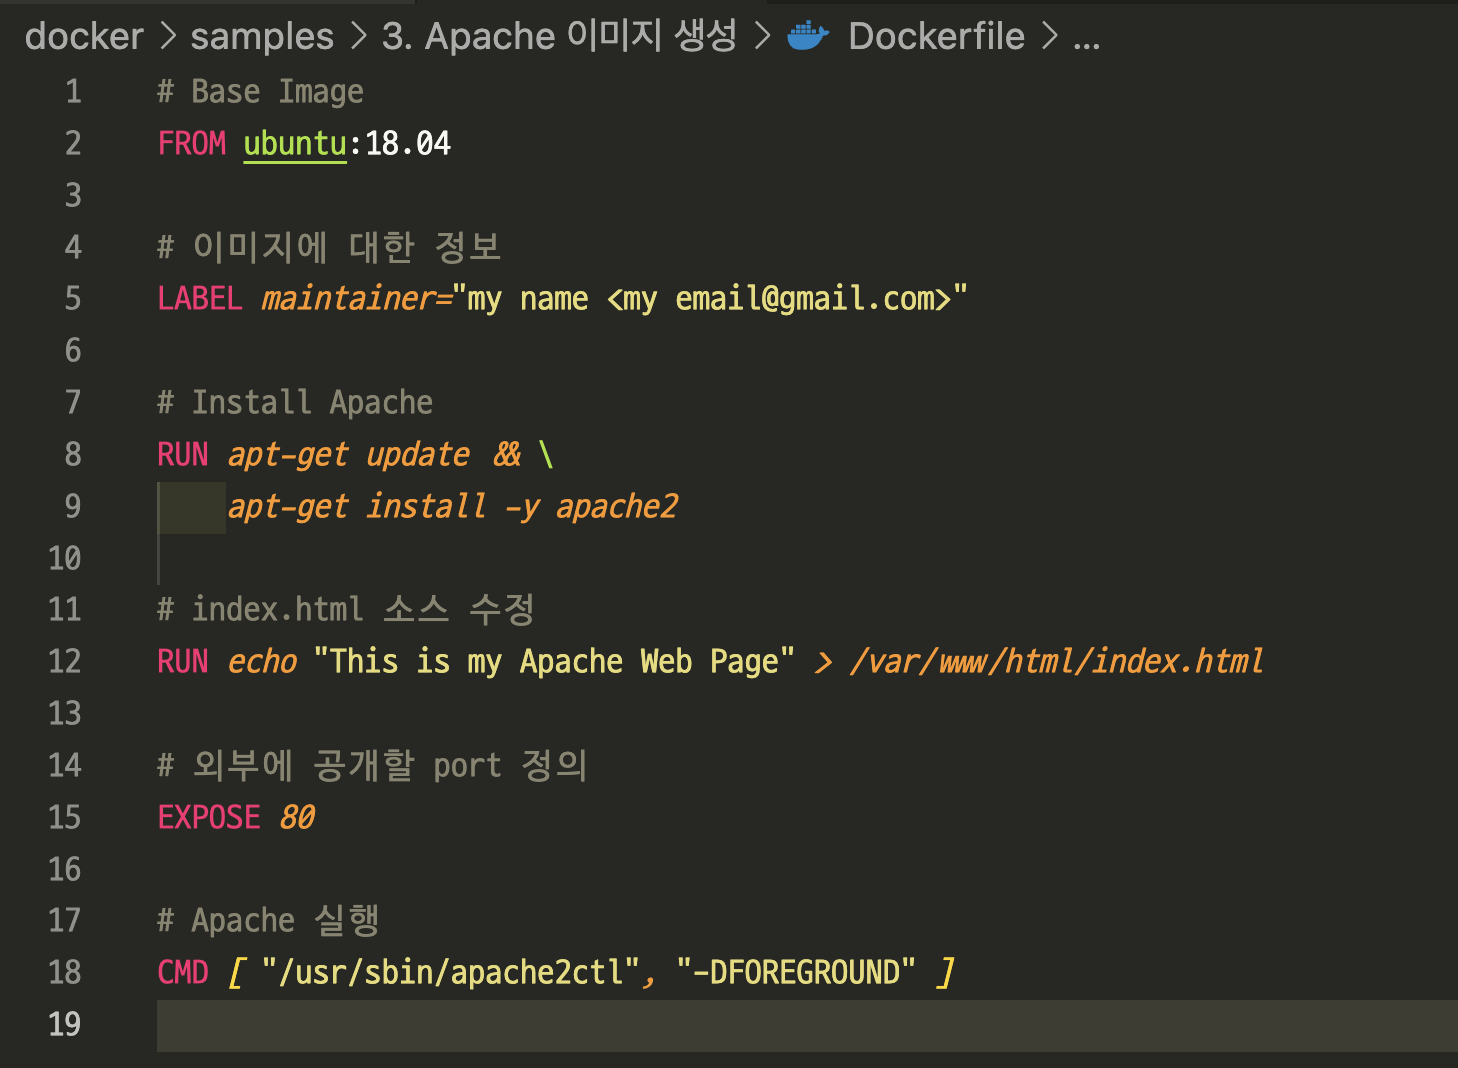 docker > samples > 3. Apache 이미지 생성 > Dockerfile > ...
1 # Base Image
2 FROM ubuntu:18.04
3
4 # 이미지에 대한 정보
5 LABEL maintainer="my name <my email@gmail.com>"
6
7 # Install Apache
8 RUN apt-get update && \
9 apt-get install -y apache2
10
11 # index.html 소스 수정
12 RUN echo "This is my Apache Web Page" > /var/www/html/index.html
13
14 # 외부에 공개할 port 정의
15 EXPOSE 80
16
17 # Apache 실행
18 CMD [ "/usr/sbin/apache2ctl", "-DFOREGROUND" ]
19